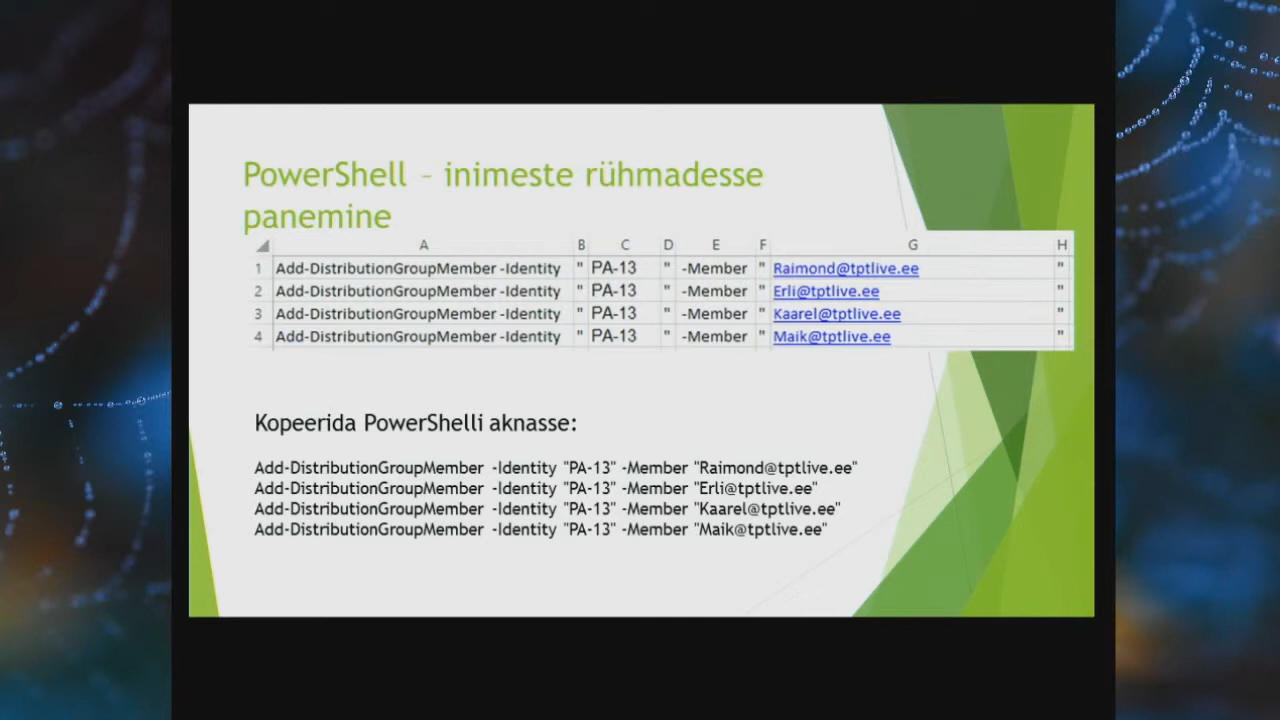 PowerShell – inimeste rühmadesse
panemine
A B C D E F G H
1 Add-DistributionGroupMember -Identity " PA-13 " -Member " Raimond@tptlive.ee "
2 Add-DistributionGroupMember -Identity " PA-13 " -Member " Erli@tptlive.ee "
3 Add-DistributionGroupMember -Identity " PA-13 " -Member " Kaarel@tptlive.ee "
4 Add-DistributionGroupMember -Identity " PA-13 " -Member " Maik@tptlive.ee "
Kopeerida PowerShelli aknasse:
Add-DistributionGroupMember -Identity "PA-13" -Member "Raimond@tptlive.ee"
Add-DistributionGroupMember -Identity "PA-13" -Member "Erli@tptlive.ee"
Add-DistributionGroupMember -Identity "PA-13" -Member "Kaarel@tptlive.ee"
Add-DistributionGroupMember -Identity "PA-13" -Member "Maik@tptlive.ee"